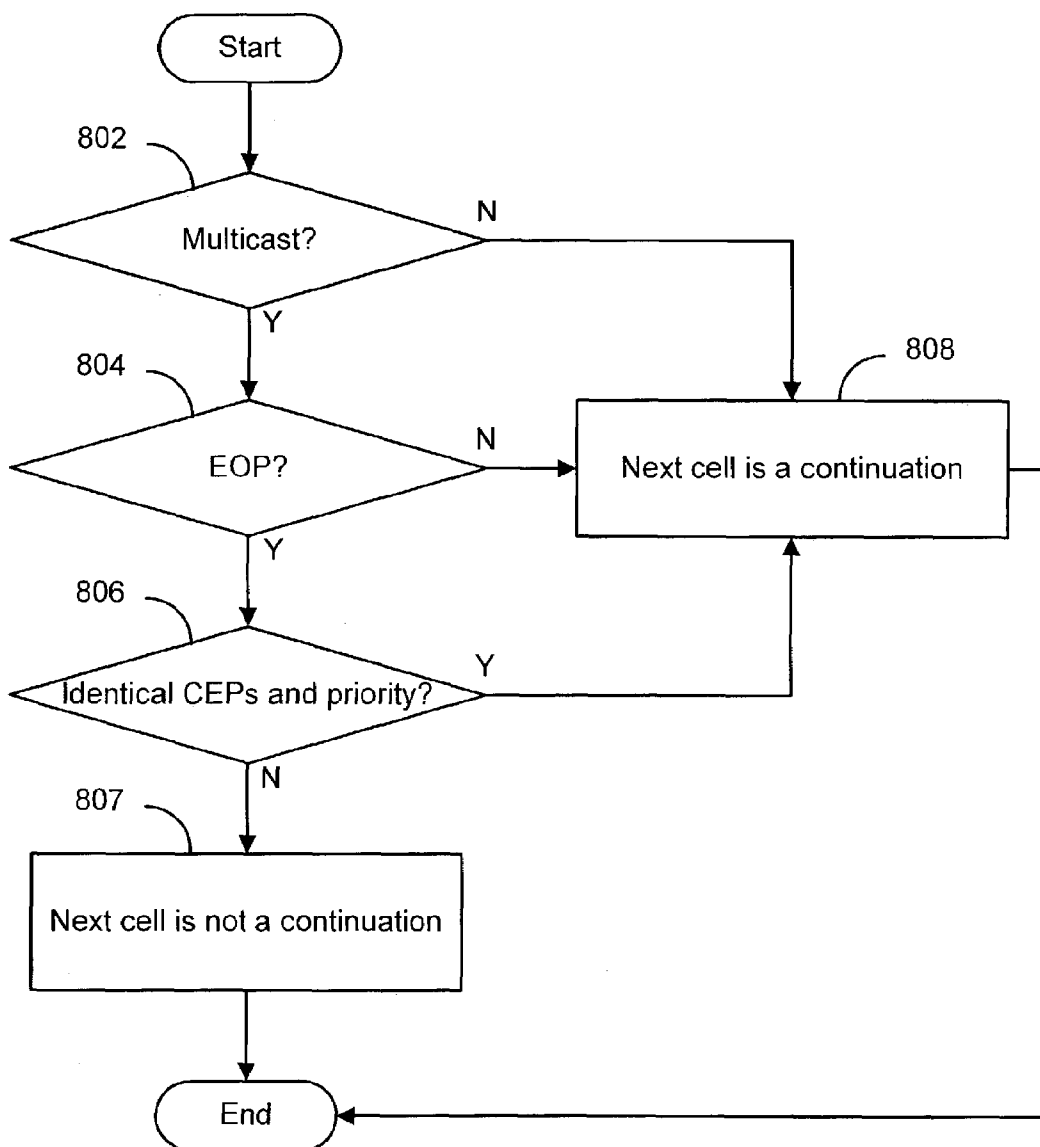 Start
802
Multicast?
N
Y
804
EOP?
N
808
Next cell is a continuation
Y
806
Identical CEPs and priority?
Y
N
807
Next cell is not a continuation
End